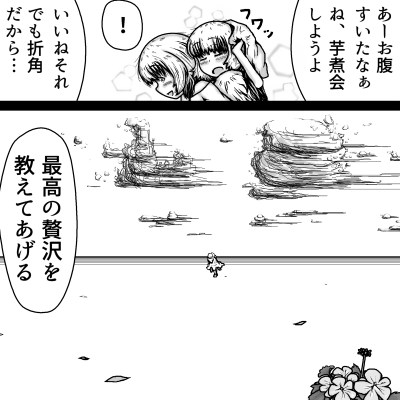 あーお腹
すいたなぁ
ね、芋煮会
しようよ
フワッ
！
いいねそれ
でも折角
だから…
最高の贅沢を
教えてあげる